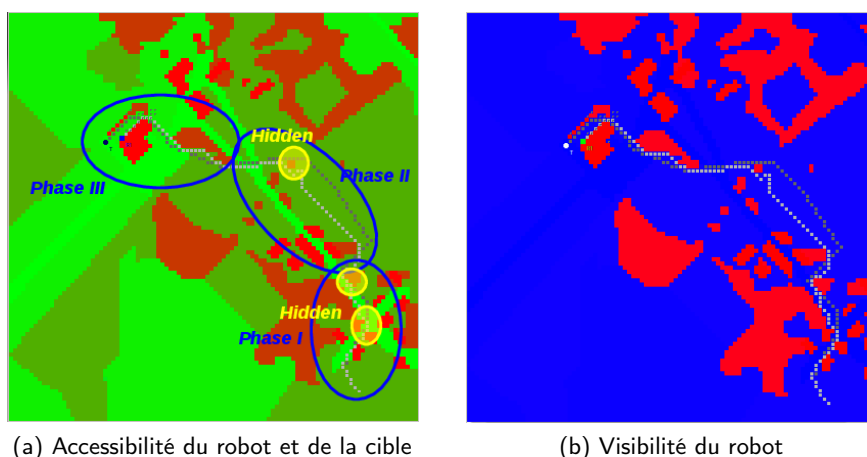 Hidden
Phase II
Phase III
Hidden
Phase I
T
T
(a) Accessibilité du robot et de la cible
(b) Visibilité du robot